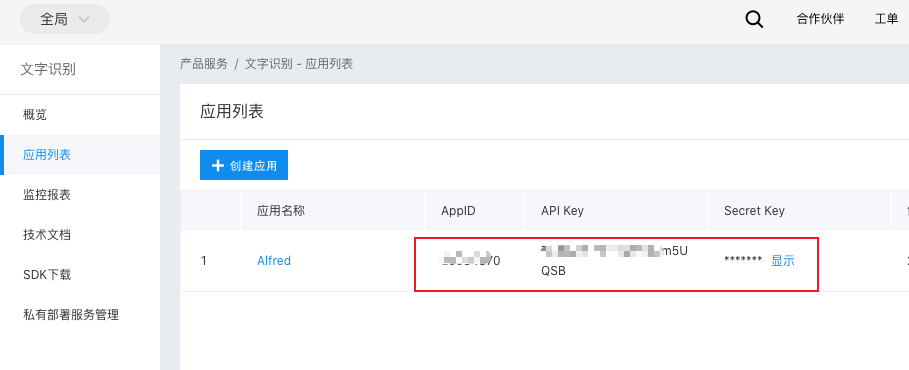 全局
合作伙伴 工单
文字识别
产品服务 / 文字识别 - 应用列表
概览
应用列表
应用列表
监控报表
技术文档
SDK下载
私有部署服务管理
创建应用
应用名称 AppID API Key Secret Key
1 Alfred 70 m5U
QSB
******* 显示